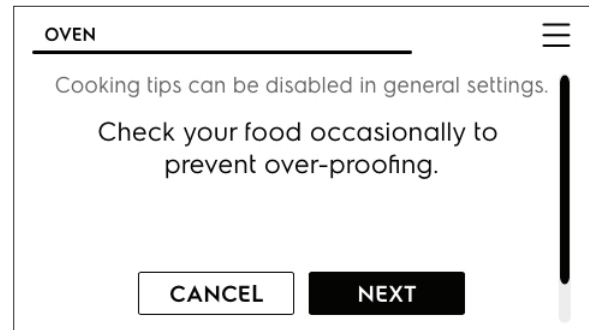 OVEN
Cooking tips can be disabled in general settings.
Check your food occasionally to
prevent over-proofing.
CANCEL NEXT